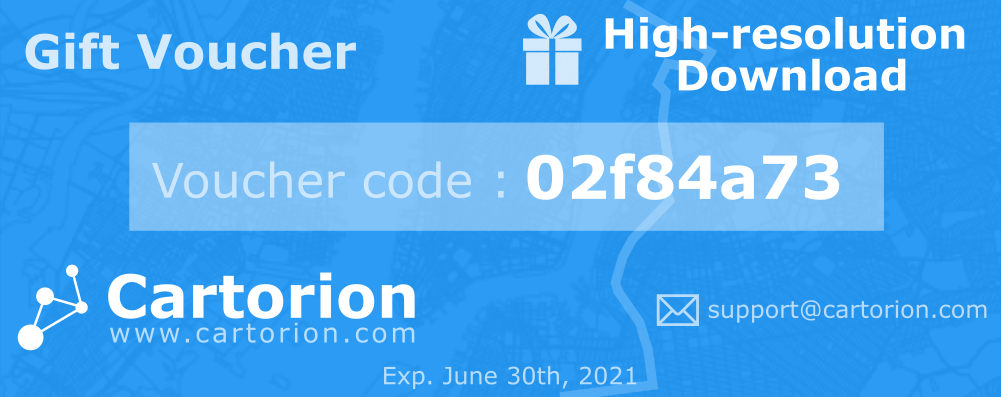 Gift Voucher
High-resolution
Download
Voucher code : 02f84a73
Cartorion
www.cartorion.com
support@cartorion.com
Exp. June 30th, 2021